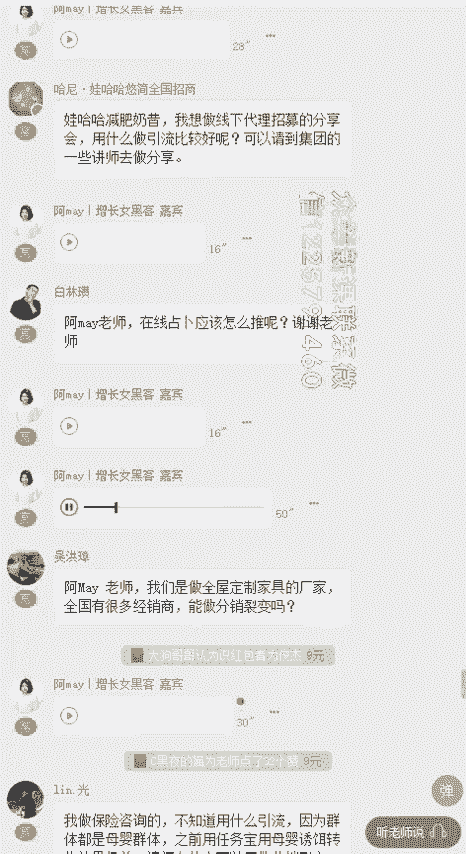 阿may丨增长女黑客 嘉宾
28"
哈尼·娃哈哈悠简全国招商
娃哈哈减肥奶昔，我想做线下代理招募的分享
会，用什么做引流比较好呢？可以请到集团的
一些讲师去做分享。
阿may丨增长女黑客 嘉宾
16"
白林瓒
阿may老师，在线占卜应该怎么推呢？谢谢老
师
阿may丨增长女黑客 嘉宾
16"
阿may丨增长女黑客 嘉宾
50"
吴洪璋
阿May 老师，我们是做全屋定制家具的厂家，
全国有很多经销商，能做分销裂变吗？
9元
阿may丨增长女黑客 嘉宾
30"
9元
lin.光
我做保险咨询的，不知道用什么引流，因为群
体都是母婴群体，之前用任务宝用母婴诱饵转
弹
听老师说